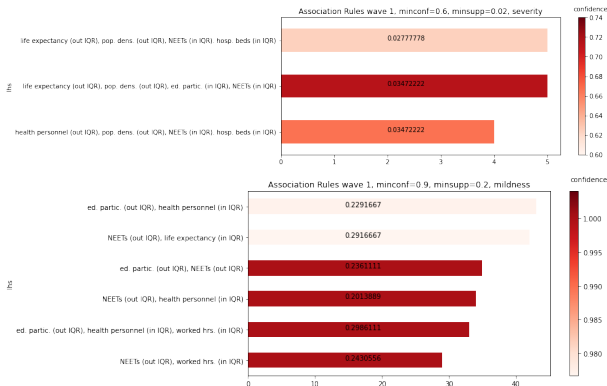 Association Rules wave 1, minconf=0.6, minsupp=0.02, severity
confidence
life expectancy (out IQR), pop. dens. (out IQR), NEETs (in IQR). hosp. beds (in IQR)
0.02777778
life expectancy (out IQR), pop. dens. (out IQR), ed. partic. (in IQR), NEETs (in IQR)
0.03472222
health personnel (out IQR), pop. dens. (out IQR), NEETs (in IQR). hosp. beds (in IQR)
0.03472222
lhs
0 1 2 3 4 5
0.74
0.72
0.70
0.68
0.66
0.64
0.62
0.60
Association Rules wave 1, minconf=0.9, minsupp=0.2, mildness
confidence
ed. partic. (out IQR), health personnel (in IQR)
0.2291667
NEETs (out IQR), life expectancy (in IQR)
0.2916667
ed. partic. (out IQR), NEETs (out IQR)
0.2361111
NEETs (out IQR), health personnel (in IQR)
0.2013889
ed. partic. (out IQR), health personnel (in IQR), worked hrs. (in IQR)
0.2986111
NEETs (out IQR), worked hrs. (in IQR)
0.2430556
lhs
0 10 20 30 40
1.000
0.995
0.990
0.985
0.980